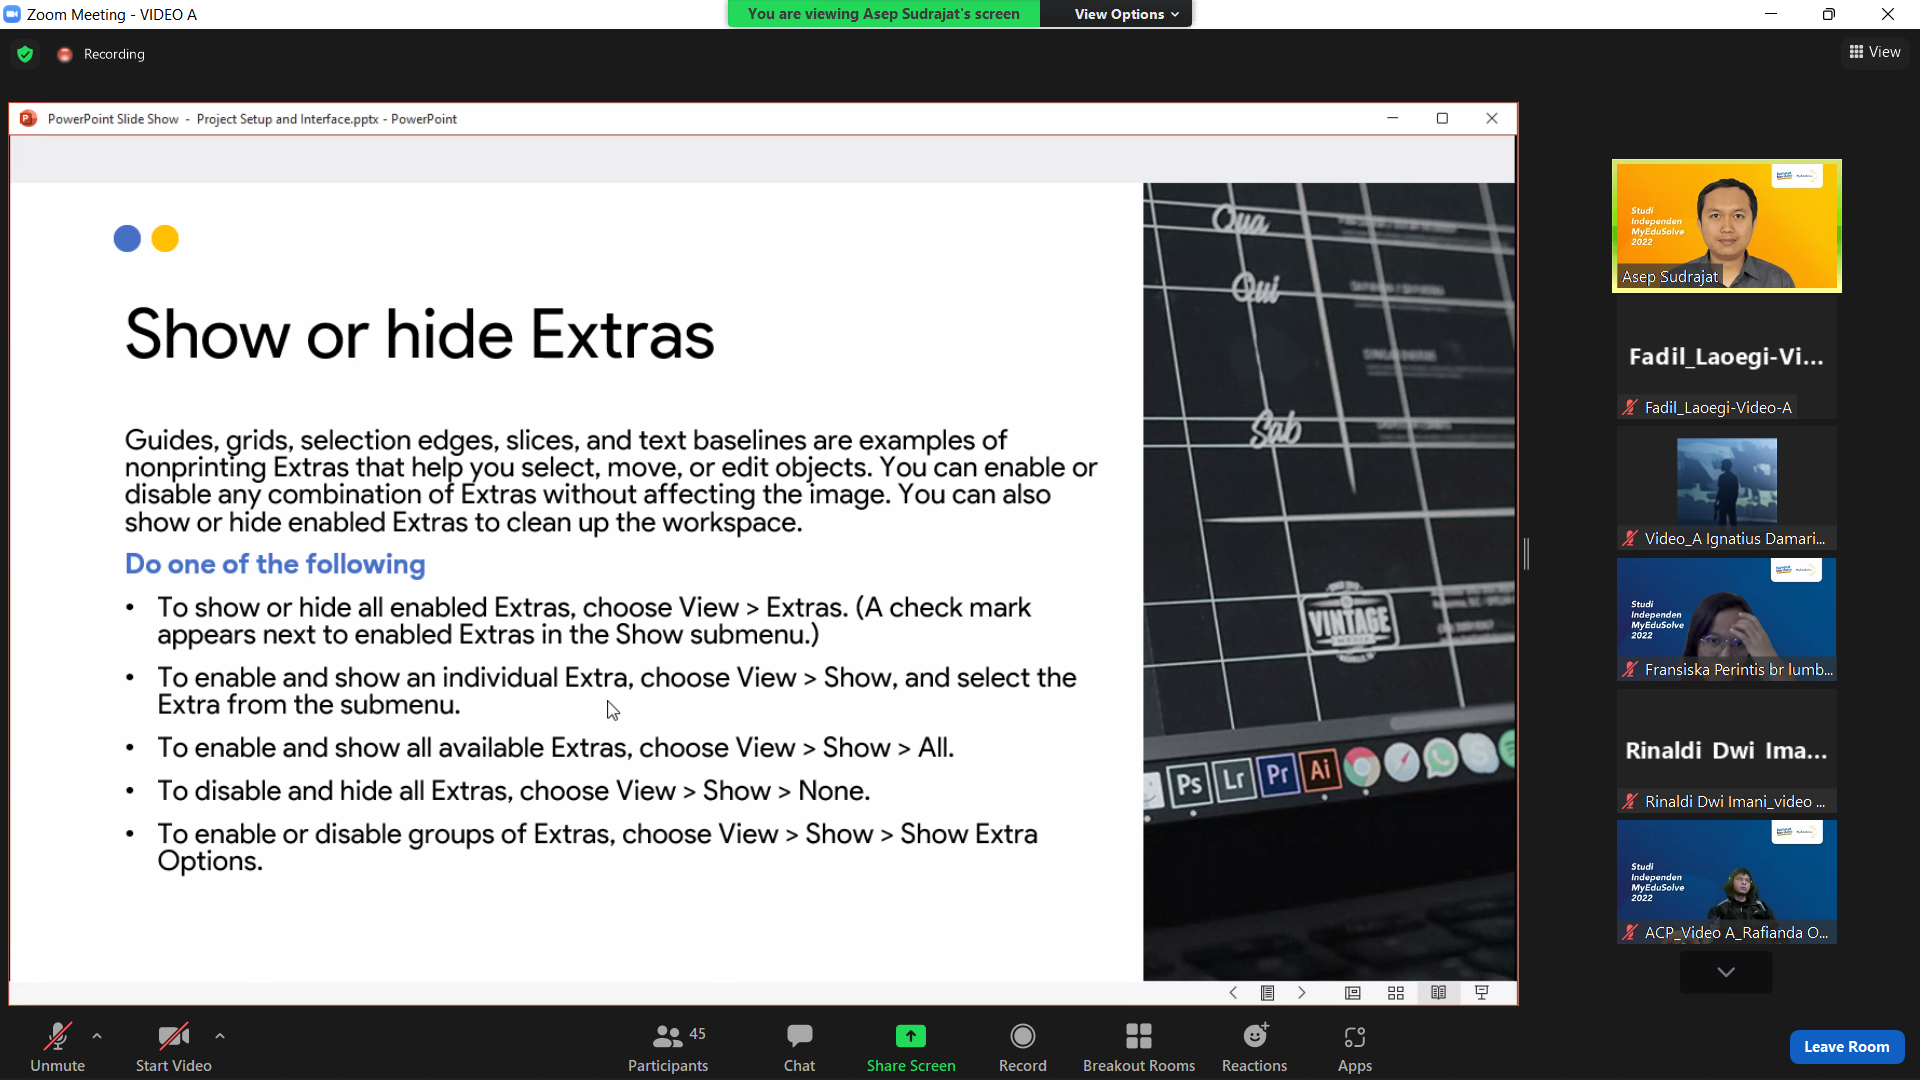 Zoom Meeting - VIDEO A
You are viewing Asep Sudrajat's screen
View Options
Recording
View
PowerPoint Slide Show - Project Setup and Interface.pptx - PowerPoint
Show or hide Extras
Guides, grids, selection edges, slices, and text baselines are examples of
nonprinting Extras that help you select, move, or edit objects. You can enable or
disable any combination of Extras without affecting the image. You can also
show or hide enabled Extras to clean up the workspace.
Do one of the following
• To show or hide all enabled Extras, choose View > Extras. (A check mark
appears next to enabled Extras in the Show submenu.)
• To enable and show an individual Extra, choose View > Show, and select the
Extra from the submenu.
• To enable and show all available Extras, choose View > Show > All.
• To disable and hide all Extras, choose View > Show > None.
• To enable or disable groups of Extras, choose View > Show > Show Extra
Options.
Qua
Qui
Sab
VINTAGE
Ps Lr Pr Ai
Studi
Independen
MyEduSolve
2022
Asep Sudrajat
Fadil_Laoegi-Vi...
Fadil_Laoegi-Video-A
Video_A Ignatius Damari...
Studi
Independen
MyEduSolve
2022
Fransiska Perintis br lumb...
Rinaldi Dwi Ima...
Rinaldi Dwi Imani_video ...
Studi
Independen
MyEduSolve
2022
ACP_Video A_Rafianda O...
Unmute
Start Video
45
Participants
Chat
Share Screen
Record
Breakout Rooms
Reactions
Apps
Leave Room